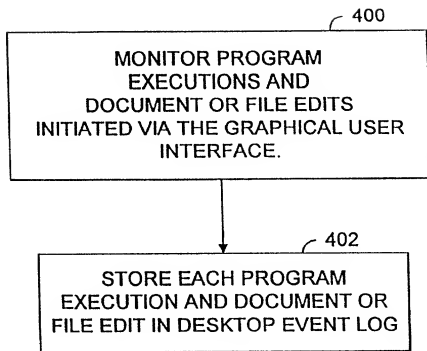 400
MONITOR PROGRAM
EXECUTIONS AND
DOCUMENT OR FILE EDITS
INITIATED VIA THE GRAPHICAL USER
INTERFACE.
402
STORE EACH PROGRAM
EXECUTION AND DOCUMENT OR
FILE EDIT IN DESKTOP EVENT LOG